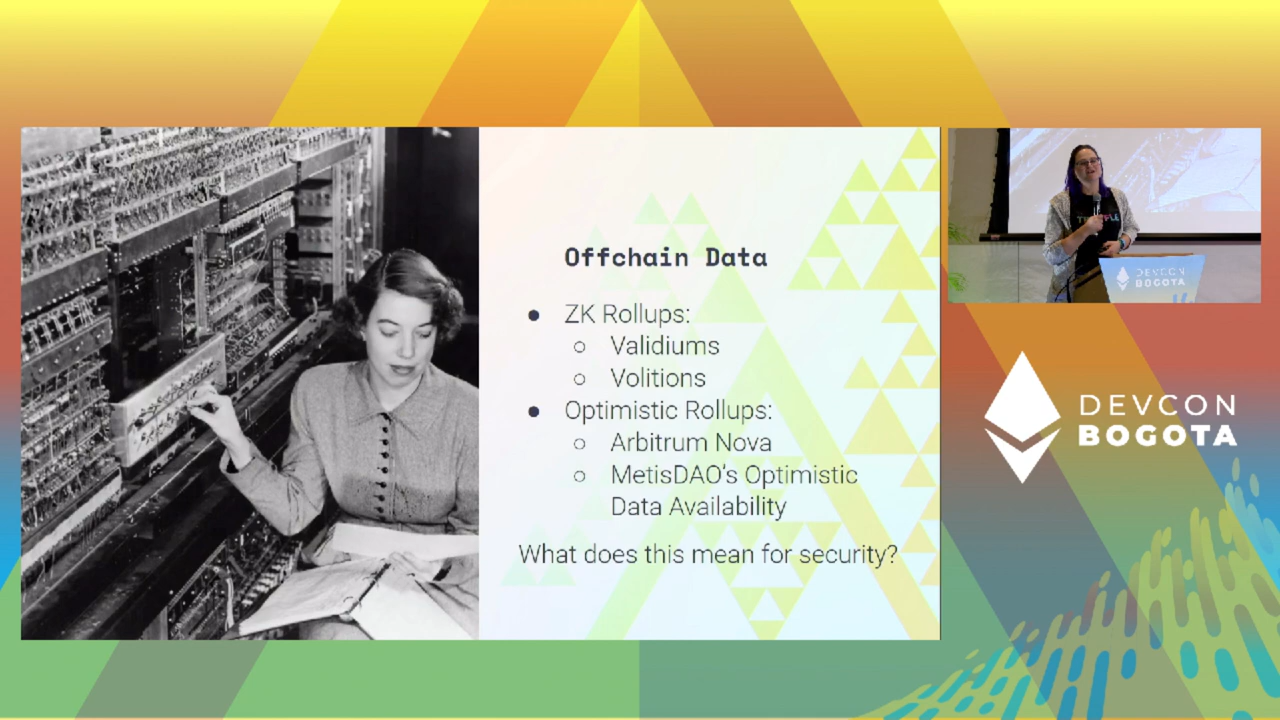 Offchain Data
● ZK Rollups:
○ Validiums
○ Volitions
● Optimistic Rollups:
○ Arbitrum Nova
○ MetisDAO's Optimistic
Data Availability
What does this mean for security?
DEVCON
BOGOTA
DEVCON
BOGOTA